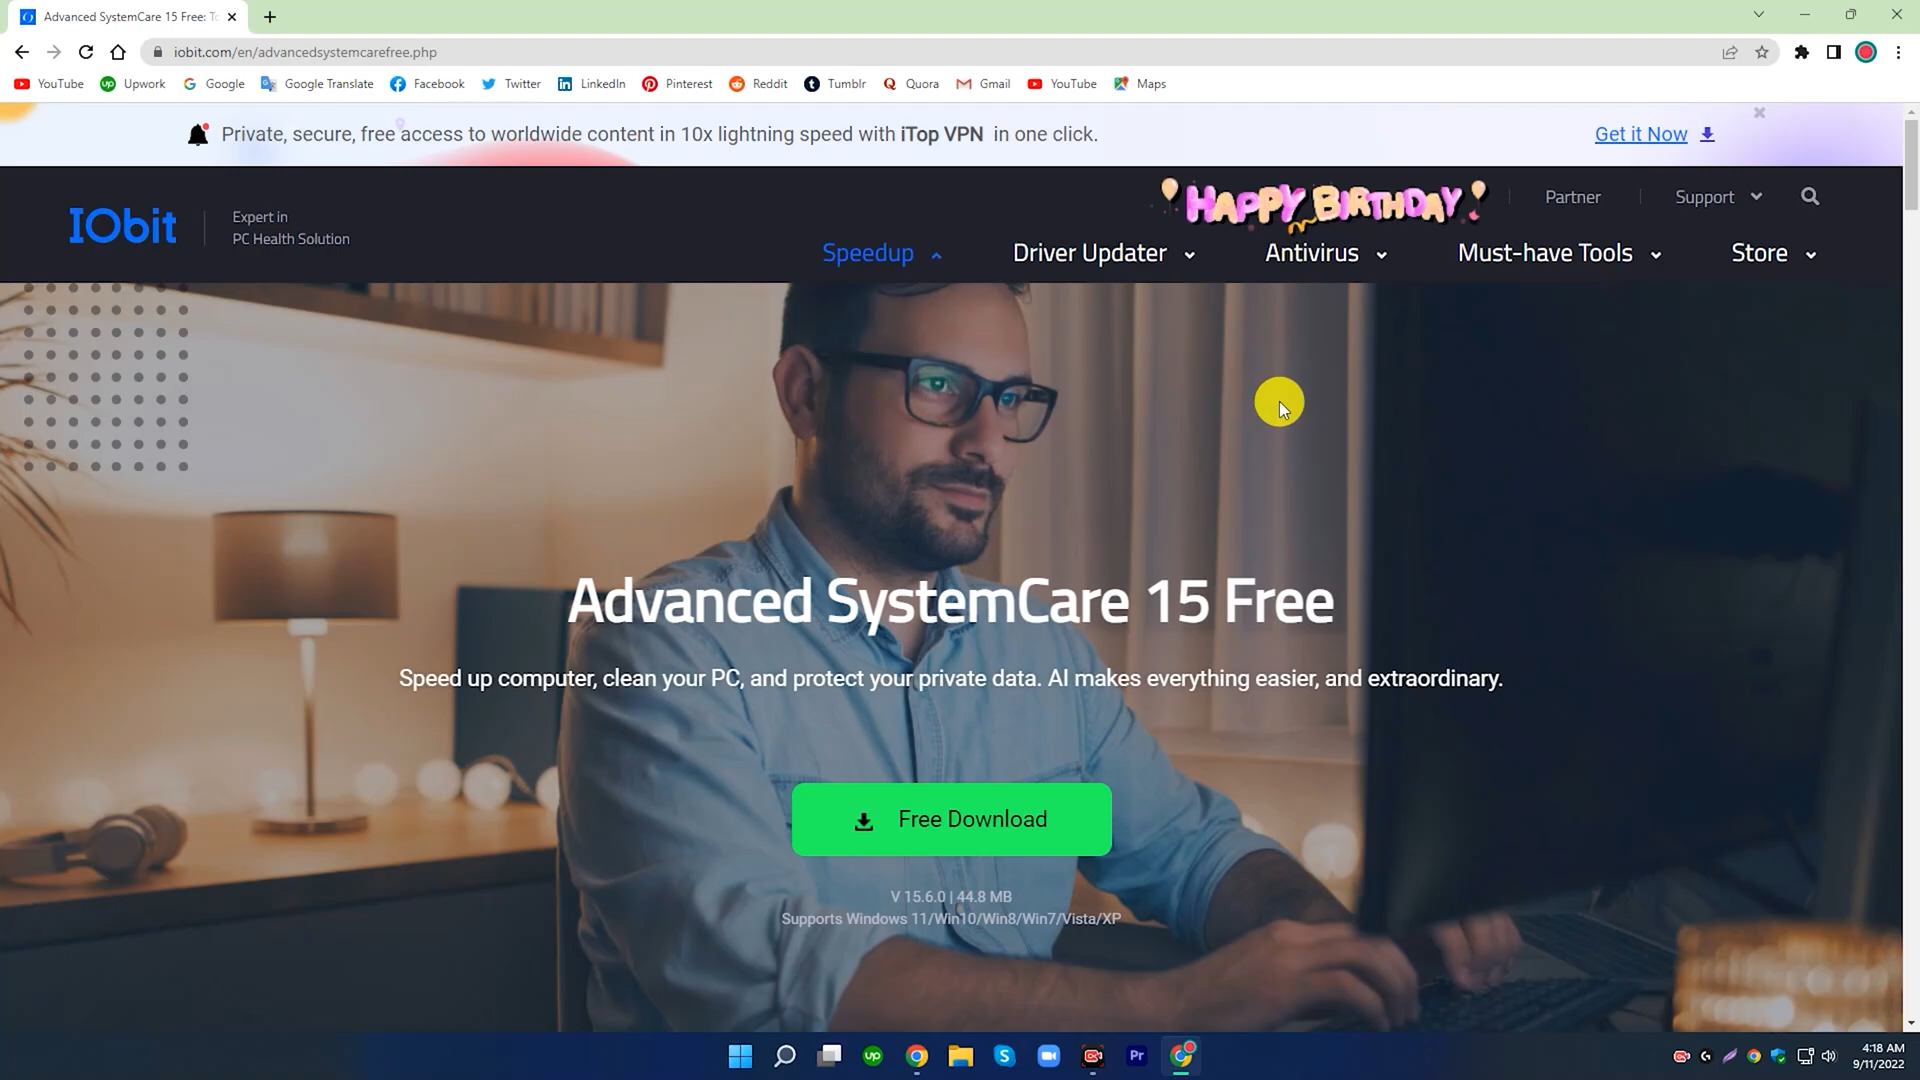 Advanced SystemCare 15 Free: To
iobit.com/en/advancedsystemcarefree.php
YouTube Upwork Google Google Translate Facebook Twitter LinkedIn Pinterest Reddit Tumblr Quora Gmail YouTube Maps
Private, secure, free access to worldwide content in 10x lightning speed with iTop VPN in one click. Get it Now
HAPPY BIRTHDAY Partner Support
IObit Expert in
PC Health Solution
Speedup Driver Updater Antivirus Must-have Tools Store
Advanced SystemCare 15 Free
Speed up computer, clean your PC, and protect your private data. AI makes everything easier, and extraordinary.
Free Download
V 15.6.0 | 44.8 MB
Supports Windows 11/Win10/Win8/Win7/Vista/XP
up Pr
4:18 AM
9/11/2022